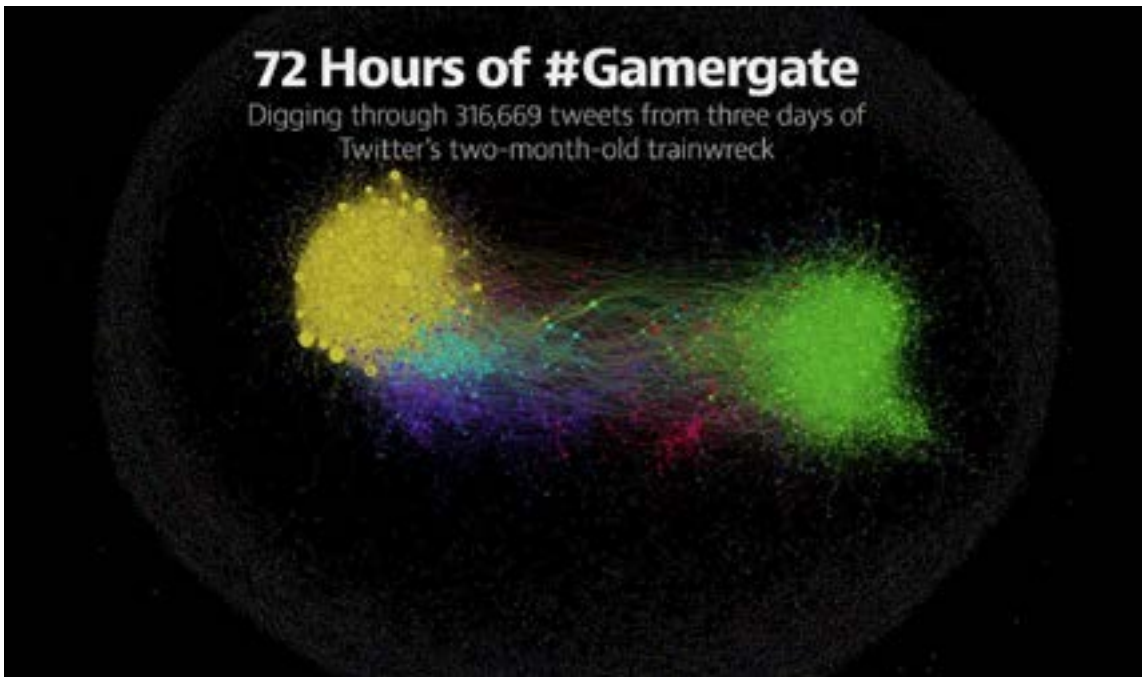 72 Hours of #Gamergate
Digging through 316,669 tweets from three days of
Twitter's two-month-old trainwreck